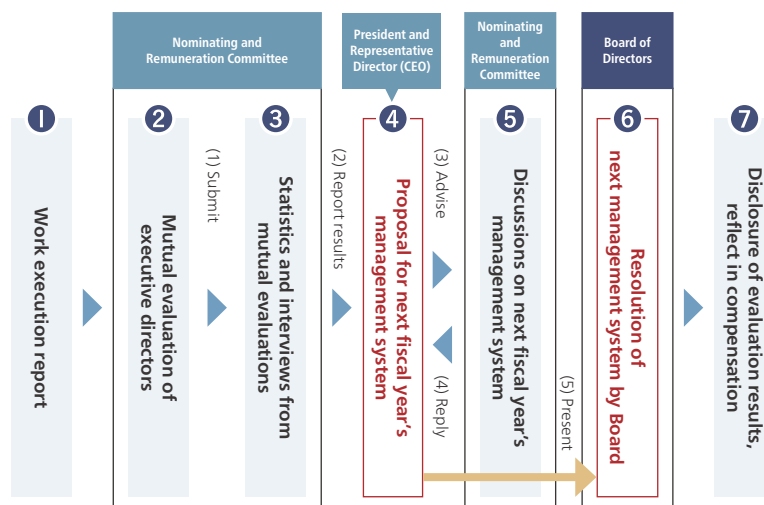 Nominating and
Remuneration Committee
President and
Representative
Director (CEO)
Nominating
and
Remuneration
Committee
Board of
Directors
1
Work execution report
2
Mutual evaluation of
executive directors
(1) Submit
3
Statistics and interviews from
mutual evaluations
(2) Report results
4
Proposal for next fiscal year's
management system
(3) Advise
(4) Reply
5
Discussions on next fiscal year's
management system
(5) Present
6
Resolution of
next management system by Board
7
Disclosure of evaluation results,
reflect in compensation